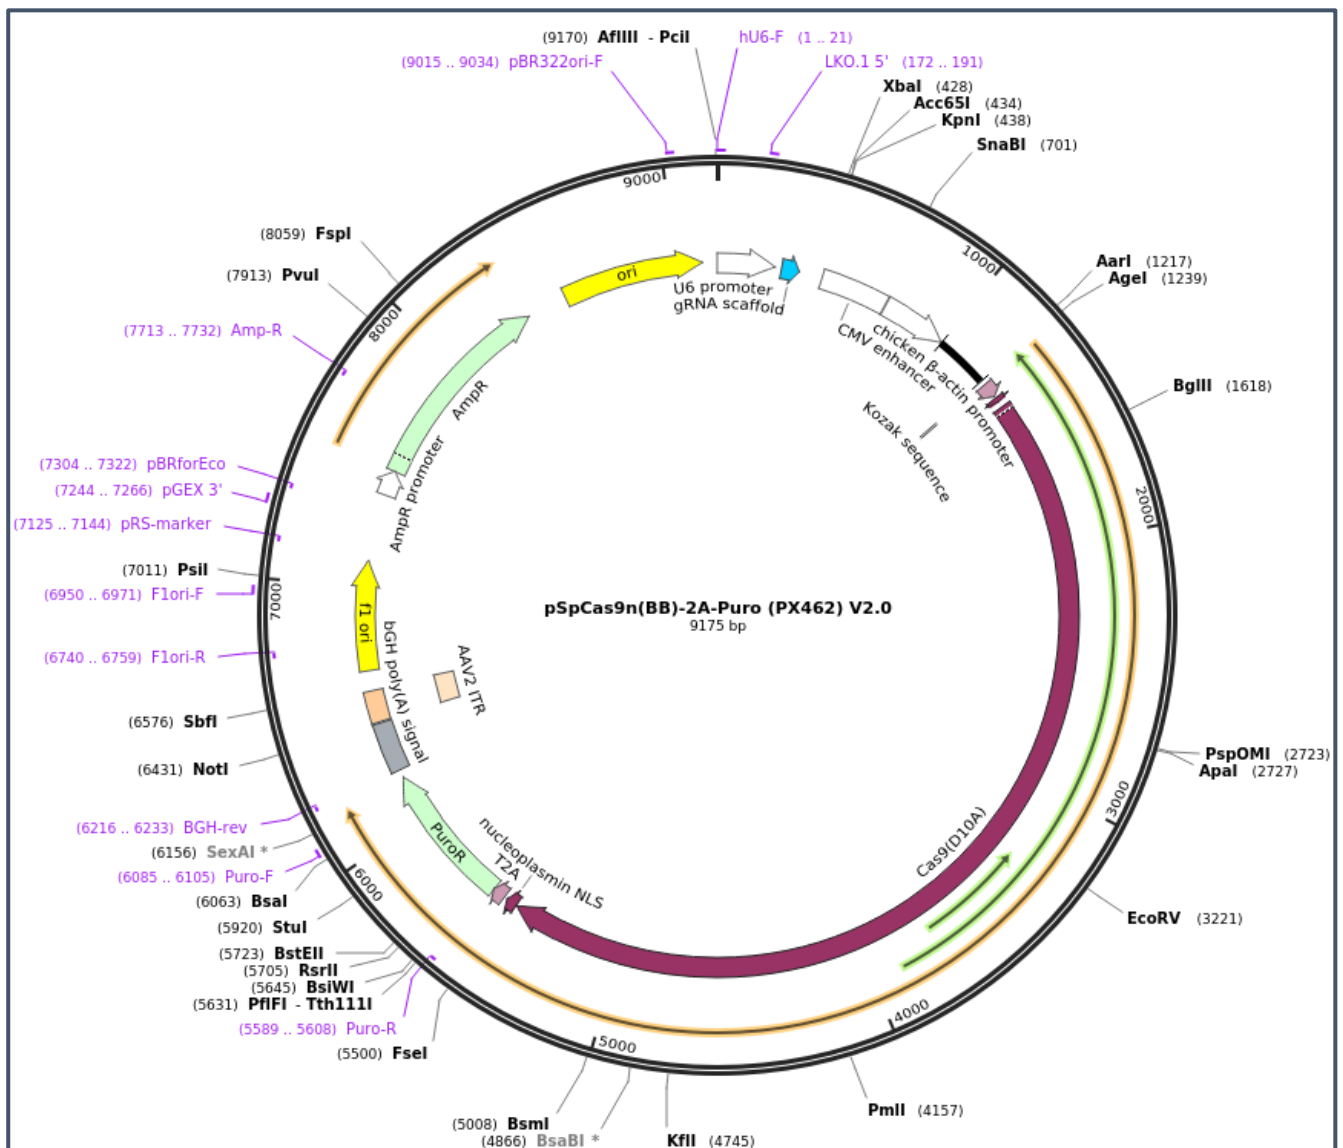 (9170) AflIII - PciI
hU6-F (1 .. 21)
(9015 .. 9034) pBR322ori-F
LKO.1 5' (172 .. 191)
XbaI (428)
Acc65I (434)
KpnI (438)
SnaBI (701)
9000
1000
(8059) FspI
(7913) PvuI
AarI (1217)
AgeI (1239)
ori
U6 promoter
gRNA scaffold
CMV enhancer
chicken β-actin promoter
Kozak sequence
(7713 .. 7732) Amp-R
8000
AmpR
AmpR promoter
BglII (1618)
2000
(7304 .. 7322) pBRforEco
(7244 .. 7266) pGEX 3'
(7125 .. 7144) pRS-marker
(7011) PsiI
(6950 .. 6971) F1ori-F
7000
f1 ori
pSpCas9n(BB)-2A-Puro (PX462) V2.0
9175 bp
(6740 .. 6759) F1ori-R
bGH poly(A) signal
AAV2 ITR
(6576) SbfI
(6431) NotI
PspOMI (2723)
ApaI (2727)
3000
(6216 .. 6233) BGH-rev
(6156) SexAI *
(6085 .. 6105) Puro-F
(6063) BsaI
6000
PuroR
T2A
nucleoplasmin NLS
Cas9(D10A)
EcoRV (3221)
(5920) StuI
(5723) BstEII
(5705) RsrII
(5645) BsiWI
(5631) PflFI - Tth111I
(5589 .. 5608) Puro-R
(5500) FseI
5000
4000
(5008) BsmI
(4866) BsaBI *
KflI (4745)
PmlI (4157)